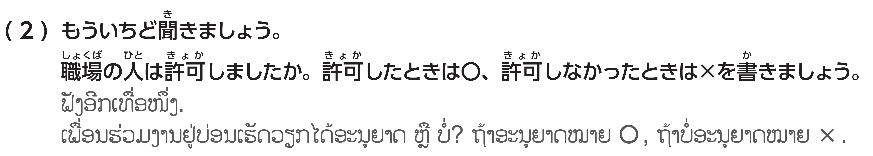 (2) もういちど聞きましょう。
職場の人は許可しましたか。許可したときは〇、許可しなかったときは×を書きましょう。
ຟັງອີກເທື່ອໜຶ່ງ.
ເພື່ອນຮ່ວມງານຢູ່ບ່ອນເຮັດວຽກໄດ້ອະນຸຍາດ ຫຼື ບໍ່? ຖ້າອະນຸຍາດໝາຍ 〇, ຖ້າບໍ່ອະນຸຍາດໝາຍ ×.